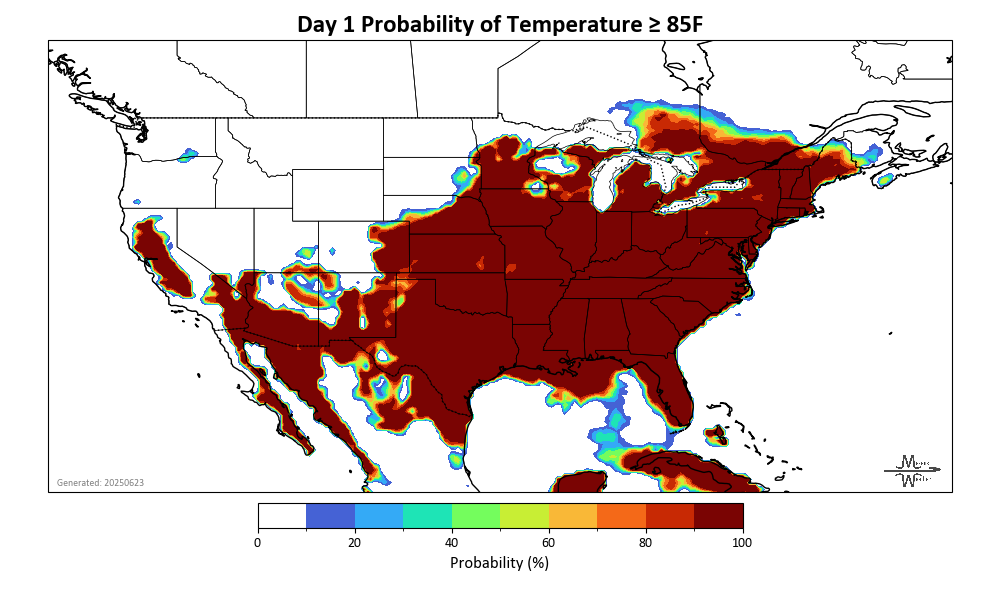 Day 1 Probability of Temperature ≥ 85F
Generated: 20250623
0 20 40 60 80 100
Probability (%)